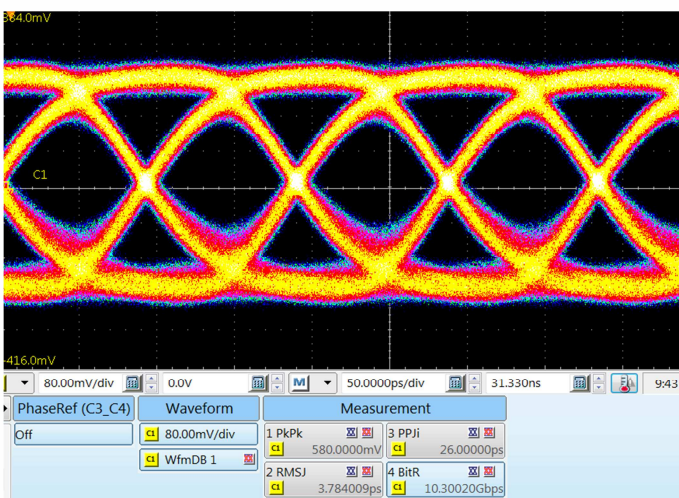 384.0mV
C1
-416.0mV
80.00mV/div
0.0V
M
50.0000ps/div
31.330ns
9:43
PhaseRef (C3_C4)
Waveform
Measurement
Off
C1 80.00mV/div
C1 WfmDB 1
1 PkPk
C1 580.0000mV
3 PPJi
C1 26.00000ps
2 RMSJ
C1 3.784009ps
4 BitR
C1 10.30020Gbps